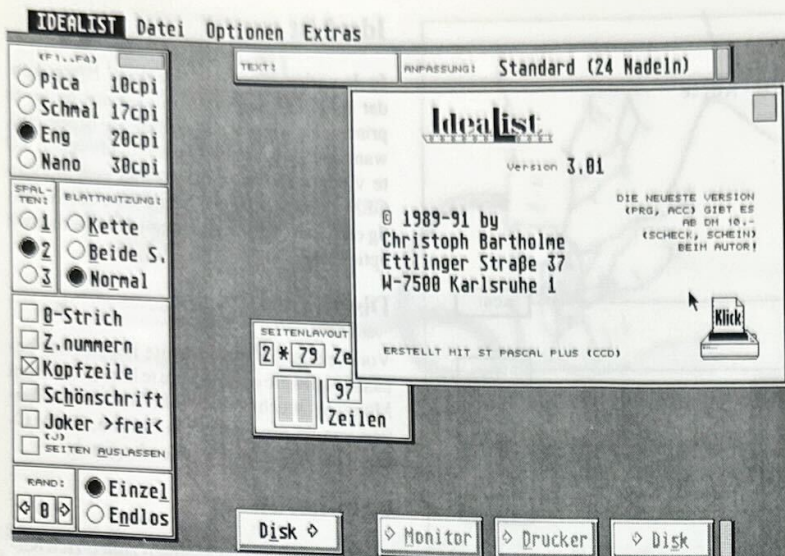 IDEALIST Datei Optionen Extras
(F1..F4)
Pica 10cpi
Schmal 17cpi
Eng 20cpi
Nano 30cpi
SPAL-
TEN:
1
2
3
BLATTNUTZUNG:
Kette
Beide S.
Normal
0-Strich
Z.nummern
Kopfzeile
Schönschrift
Joker >frei<
(J)
SEITEN AUSLASSEN
RAND:
0
Einzel
Endlos
TEXT:
ANPASSUNG: Standard (24 Nadeln)
Idealist
Version 3.01
© 1989-91 by
Christoph Bartholme
Ettlinger Straße 37
W-7500 Karlsruhe 1
DIE NEUESTE VERSION
(PRG, ACC) GIBT ES
AB DM 10,-
(SCHECK, SCHEIN)
BEIM AUTOR!
Klick
ERSTELLT MIT ST PASCAL PLUS (CCD)
SEITENLAYOUT
2 * 79 Ze
97
Zeilen
Disk
Monitor
Drucker
Disk